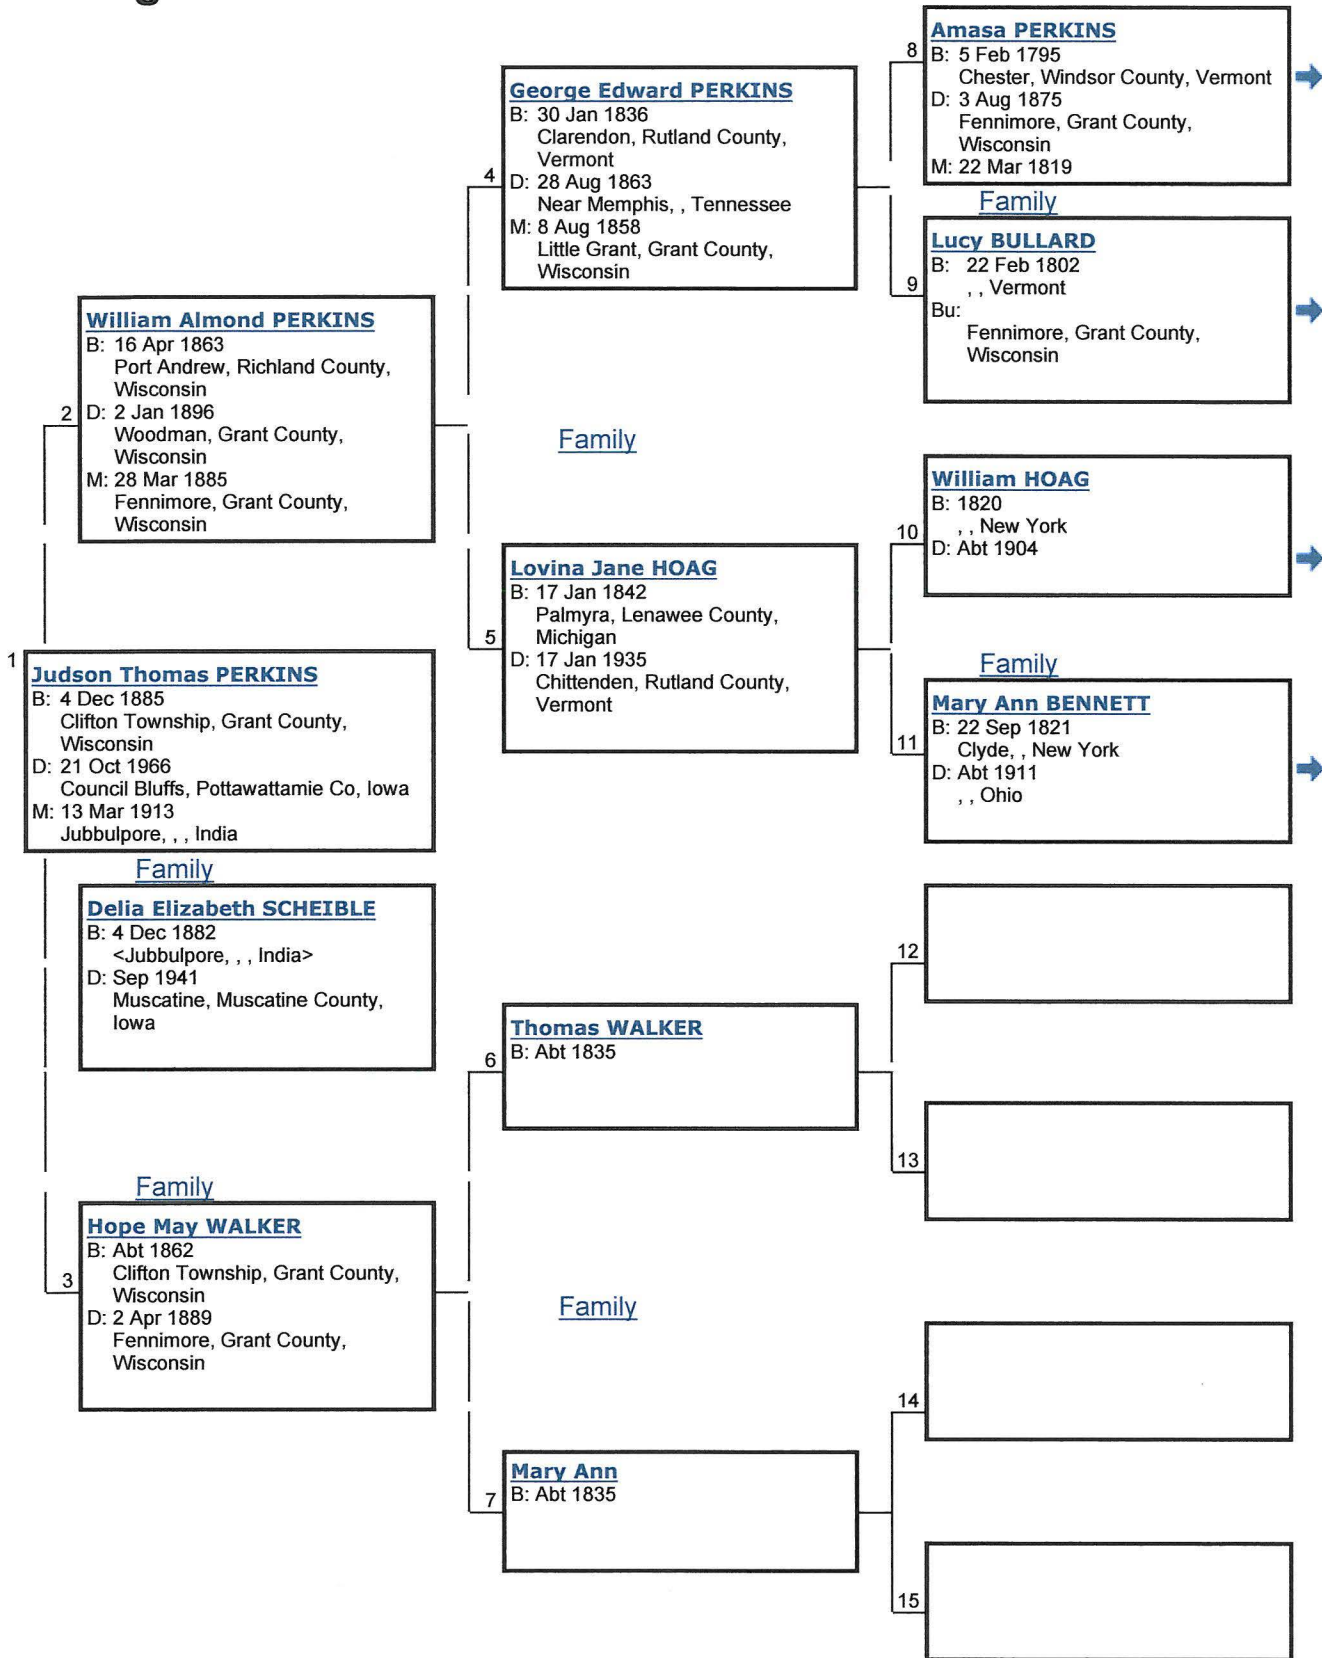 8
Amasa PERKINS
B: 5 Feb 1795
Chester, Windsor County, Vermont
D: 3 Aug 1875
Fennimore, Grant County,
Wisconsin
M: 22 Mar 1819
Family
9
Lucy BULLARD
B: 22 Feb 1802
, , Vermont
Bu:
Fennimore, Grant County,
Wisconsin
4
George Edward PERKINS
B: 30 Jan 1836
Clarendon, Rutland County,
Vermont
D: 28 Aug 1863
Near Memphis, , Tennessee
M: 8 Aug 1858
Little Grant, Grant County,
Wisconsin
2
William Almond PERKINS
B: 16 Apr 1863
Port Andrew, Richland County,
Wisconsin
D: 2 Jan 1896
Woodman, Grant County,
Wisconsin
M: 28 Mar 1885
Fennimore, Grant County,
Wisconsin
Family
10
William HOAG
B: 1820
, , New York
D: Abt 1904
Family
11
Mary Ann BENNETT
B: 22 Sep 1821
Clyde, , New York
D: Abt 1911
, , Ohio
5
Lovina Jane HOAG
B: 17 Jan 1842
Palmyra, Lenawee County,
Michigan
D: 17 Jan 1935
Chittenden, Rutland County,
Vermont
1
Judson Thomas PERKINS
B: 4 Dec 1885
Clifton Township, Grant County,
Wisconsin
D: 21 Oct 1966
Council Bluffs, Pottawattamie Co, Iowa
M: 13 Mar 1913
Jubbulpore, , , India
Family
Delia Elizabeth SCHEIBLE
B: 4 Dec 1882
<Jubbulpore, , , India>
D: Sep 1941
Muscatine, Muscatine County,
Iowa
12
6
Thomas WALKER
B: Abt 1835
13
Family
3
Hope May WALKER
B: Abt 1862
Clifton Township, Grant County,
Wisconsin
D: 2 Apr 1889
Fennimore, Grant County,
Wisconsin
Family
14
7
Mary Ann
B: Abt 1835
15